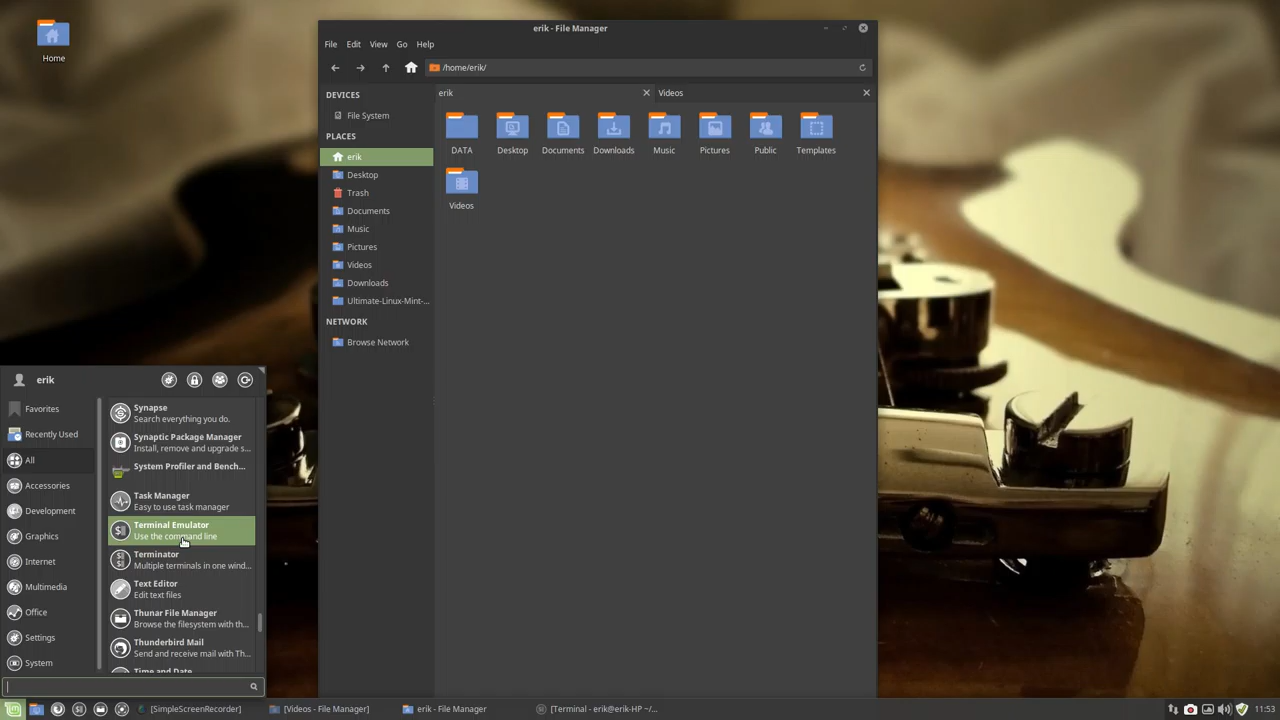 Home
erik - File Manager
File Edit View Go Help
/home/erik/
DEVICES
File System
PLACES
erik
Desktop
Trash
Documents
Music
Pictures
Videos
Downloads
Ultimate-Linux-Mint-...
NETWORK
Browse Network
erik
Videos
DATA Desktop Documents Downloads Music Pictures Public Templates
Videos
erik
Favorites
Recently Used
All
Accessories
Development
Graphics
Internet
Multimedia
Office
Settings
System
Synapse
Search everything you do.
Synaptic Package Manager
Install, remove and upgrade s...
System Profiler and Bench...
Task Manager
Easy to use task manager
Terminal Emulator
Use the command line
Terminator
Multiple terminals in one wind...
Text Editor
Edit text files
Thunar File Manager
Browse the filesystem with th...
Thunderbird Mail
Send and receive mail with Th...
Time and Date
[SimpleScreenRecorder] [Videos - File Manager] erik - File Manager [Terminal - erik@erik-HP ~/... 11:53